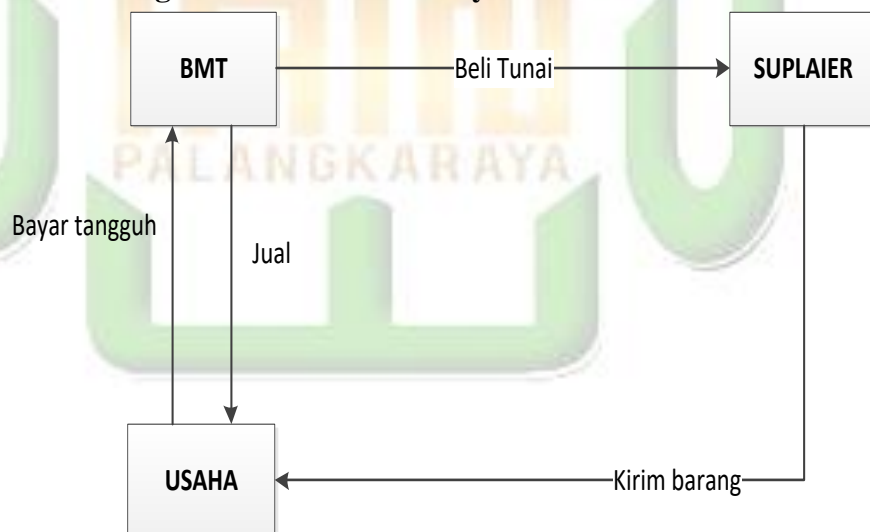 BMT
Beli Tunai
SUPLAIER
PALANGKARAYA
Bayar tangguh
Jual
USAHA
Kirim barang